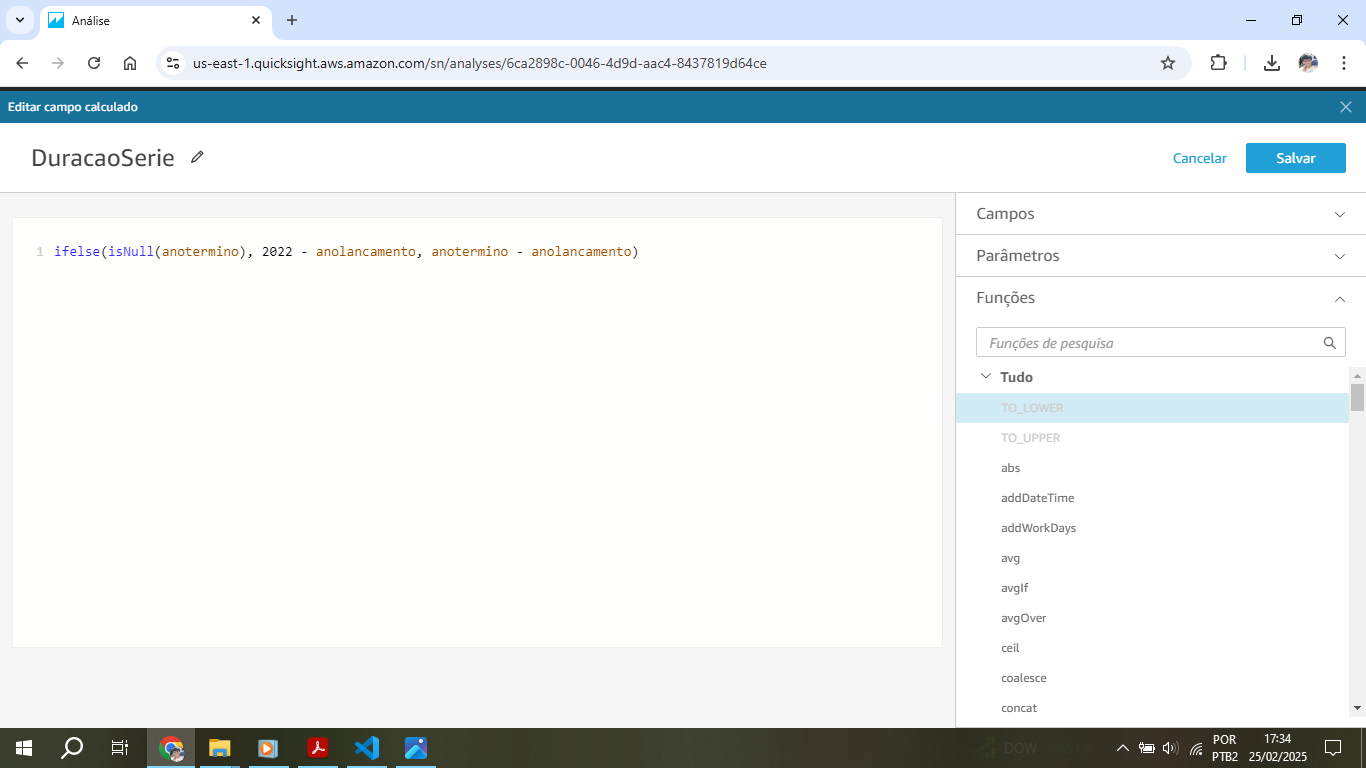 Análise
us-east-1.quicksight.aws.amazon.com/sn/analyses/6ca2898c-0046-4d9d-aac4-8437819d64ce
Editar campo calculado
DuracaoSerie
Cancelar
Salvar
1 ifelse(isNull(anotermino), 2022 - anolancamento, anotermino - anolancamento)
Campos
Parâmetros
Funções
Funções de pesquisa
Tudo
TO_LOWER
TO_UPPER
abs
addDateTime
addWorkDays
avg
avgIf
avgOver
ceil
coalesce
concat
DOW
POR
PTB2
17:34
25/02/2025